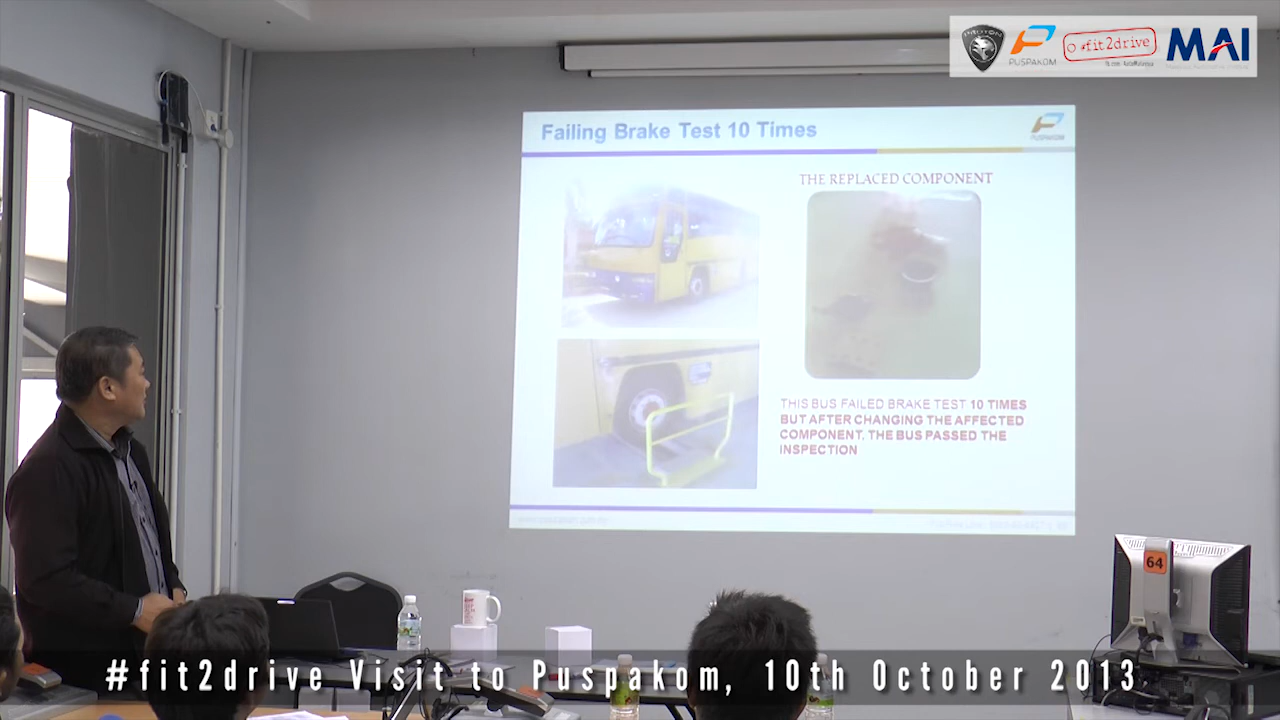 PROTON
PUSPAKOM
#fit2drive
MAI
Failing Brake Test 10 Times
PUSPAKOM
THE REPLACED COMPONENT
THIS BUS FAILED BRAKE TEST 10 TIMES
BUT AFTER CHANGING THE AFFECTED
COMPONENT, THE BUS PASSED THE
INSPECTION
64
#fit2drive Visit to Puspakom, 10th October 2013